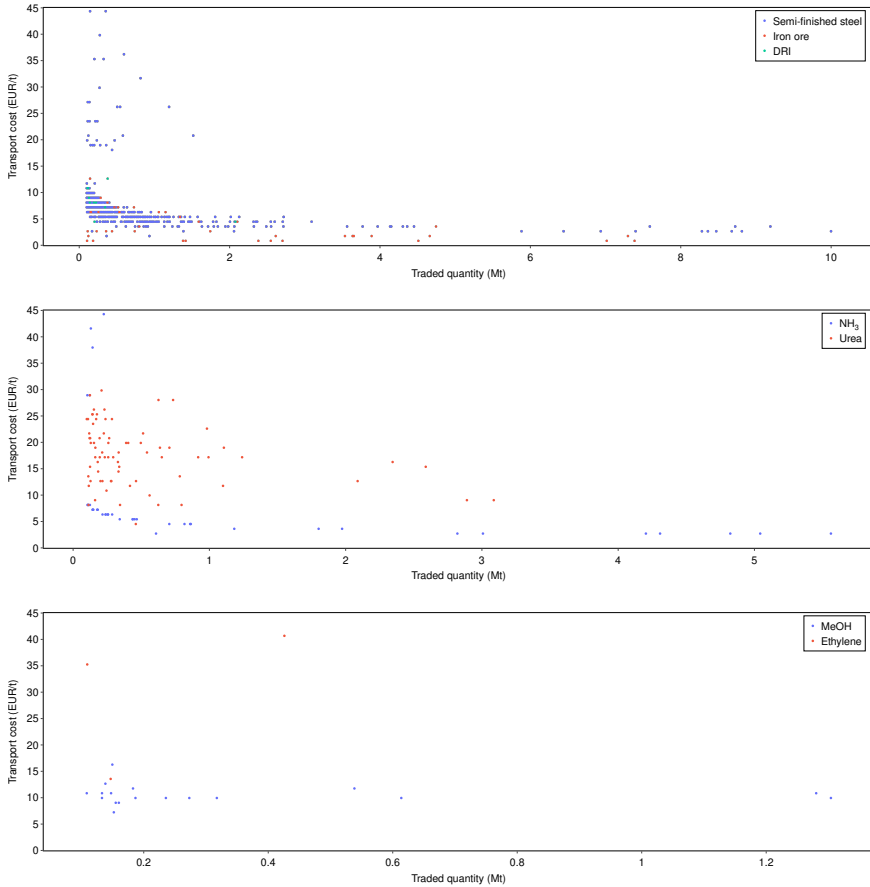 45
40
35
30
25
20
15
10
5
0
Transport cost (EUR/t)
Semi-finished steel
Iron ore
DRI
0 2 4 6 8 10
Traded quantity (Mt)
45
40
35
30
25
20
15
10
5
0
Transport cost (EUR/t)
NH₃
Urea
0 1 2 3 4 5
Traded quantity (Mt)
45
40
35
30
25
20
15
10
5
0
Transport cost (EUR/t)
MeOH
Ethylene
0.2 0.4 0.6 0.8 1 1.2
Traded quantity (Mt)